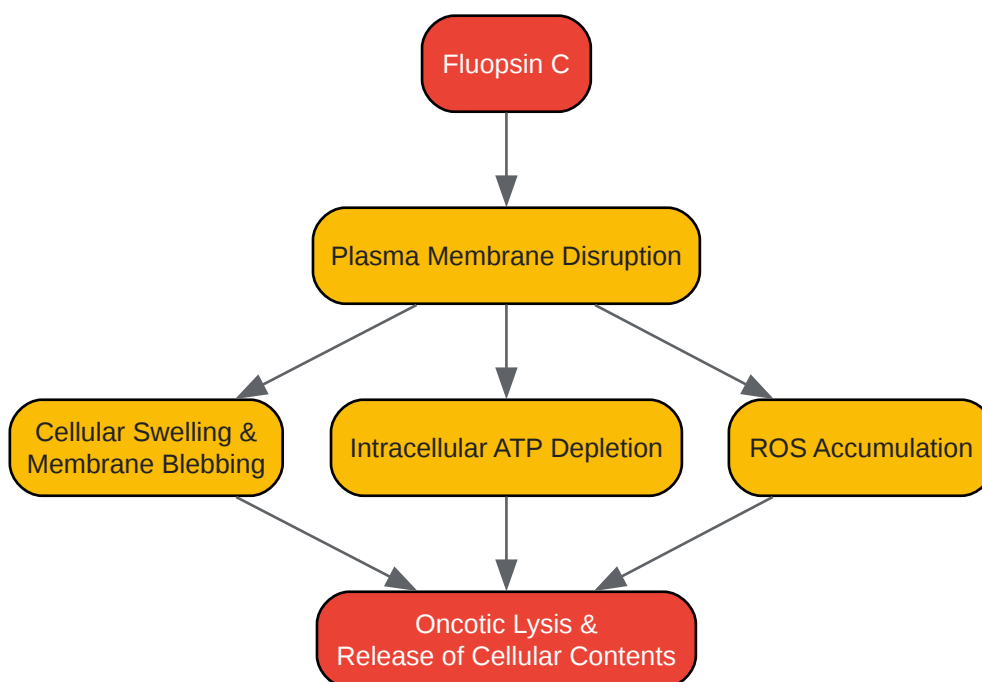 Fluopsin C
Plasma Membrane Disruption
Cellular Swelling &
Membrane Blebbing
Intracellular ATP Depletion
ROS Accumulation
Oncotic Lysis &
Release of Cellular Contents